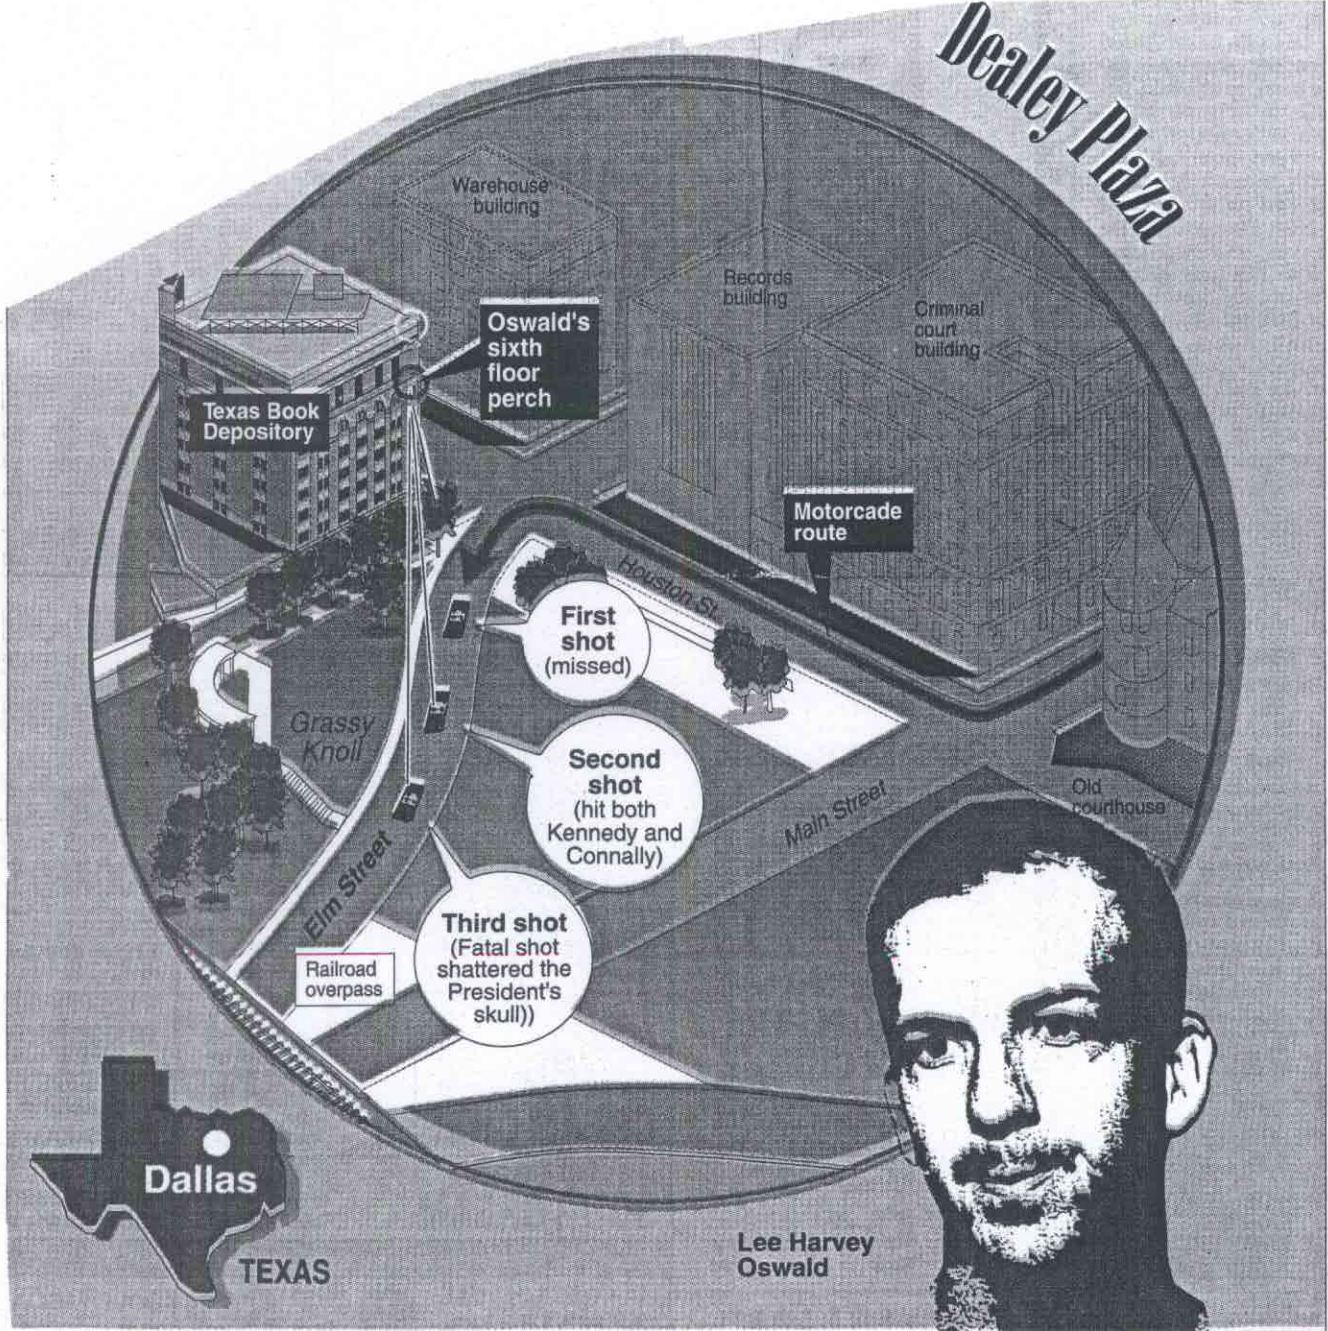 Dealey Plaza
Warehouse
building
Records
building
Criminal
court
building
Oswald's
sixth
floor
perch
Texas Book
Depository
Motorcade
route
Houston St.
First
shot
(missed)
Grassy
Knoll
Second
shot
(hit both
Kennedy and
Connally)
Main Street
Old
courthouse
Elm Street
Third shot
(Fatal shot
shattered the
President's
skull))
Railroad
overpass
Dallas
TEXAS
Lee Harvey
Oswald